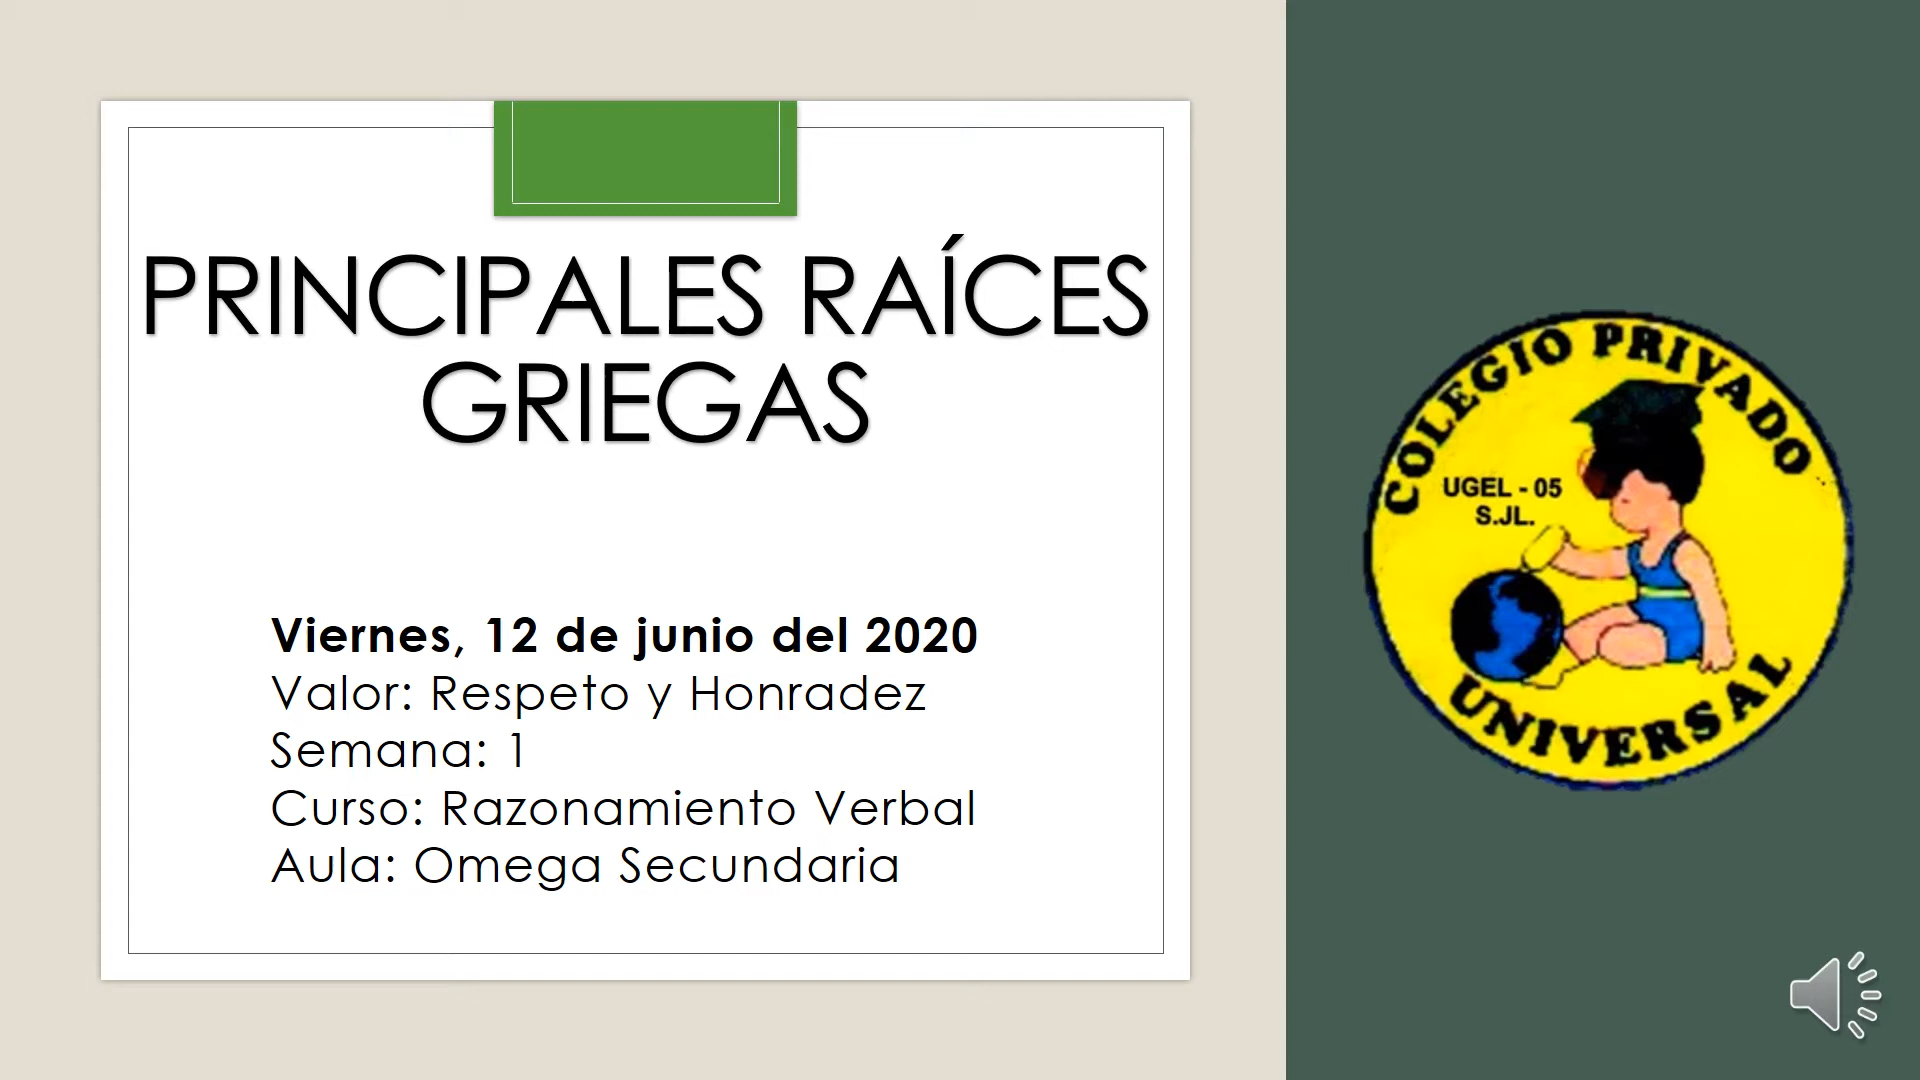 PRINCIPALES RAÍCES
GRIEGAS
Viernes, 12 de junio del 2020
Valor: Respeto y Honradez
Semana: 1
Curso: Razonamiento Verbal
Aula: Omega Secundaria
COLEGIO PRIVADO
UGEL - 05
S.JL.
UNIVERSAL